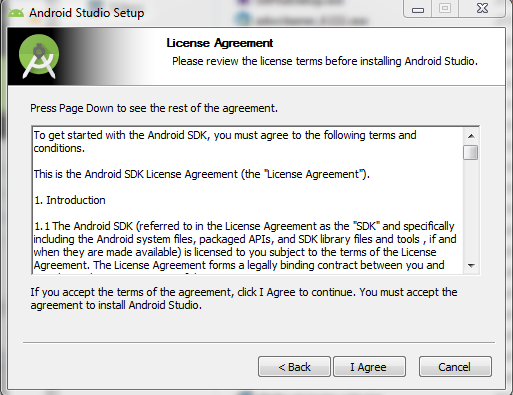 Android Studio Setup
License Agreement
Please review the license terms before installing Android Studio.
Press Page Down to see the rest of the agreement.
To get started with the Android SDK, you must agree to the following terms and
conditions.
This is the Android SDK License Agreement (the "License Agreement").
1. Introduction
1.1 The Android SDK (referred to in the License Agreement as the "SDK" and specifically
including the Android system files, packaged APIs, and SDK library files and tools , if and
when they are made available) is licensed to you subject to the terms of the License
Agreement. The License Agreement forms a legally binding contract between you and
If you accept the terms of the agreement, click I Agree to continue. You must accept the
agreement to install Android Studio.
< Back
I Agree
Cancel